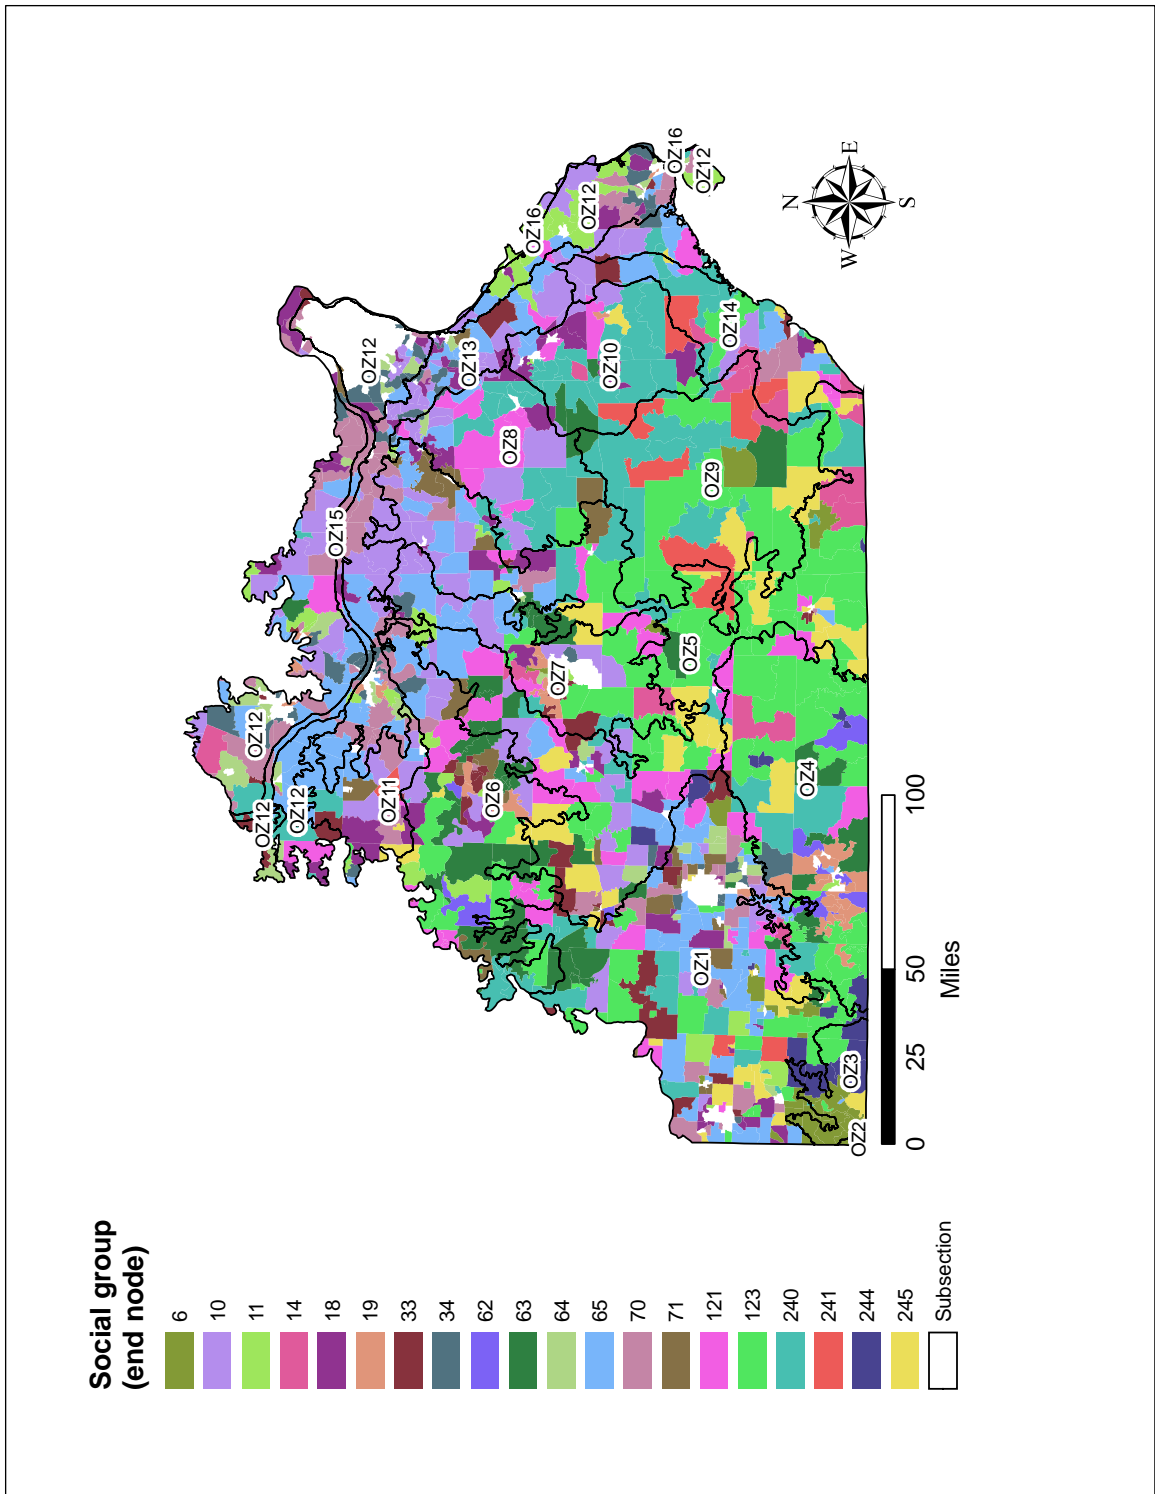 Social group
(end node)
6
10
11
14
18
19
33
34
62
63
64
65
70
71
121
123
240
241
244
245
Subsection
OZ12
OZ12
OZ12
OZ15
OZ12
OZ11
OZ13
OZ16
OZ12
OZ16
OZ12
OZ6
OZ7
OZ8
OZ10
OZ14
OZ1
OZ5
OZ9
OZ4
OZ3
OZ2
N
E
S
W
0
25
50
100
Miles